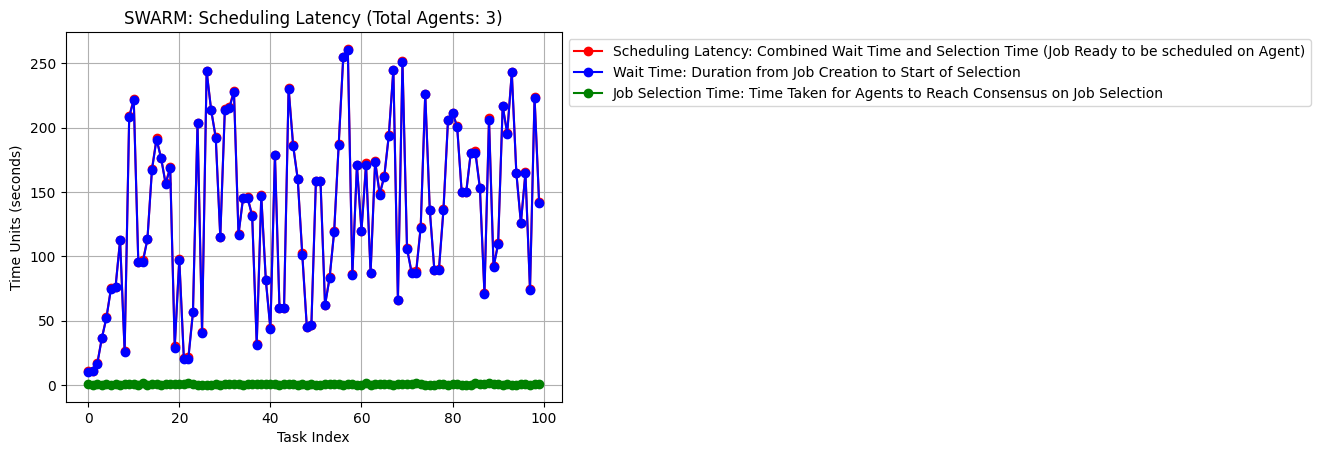 SWARM: Scheduling Latency (Total Agents: 3)
Scheduling Latency: Combined Wait Time and Selection Time (Job Ready to be scheduled on Agent)
Wait Time: Duration from Job Creation to Start of Selection
Job Selection Time: Time Taken for Agents to Reach Consensus on Job Selection
Time Units (seconds)
250
200
150
100
50
0
0 20 40 60 80 100
Task Index